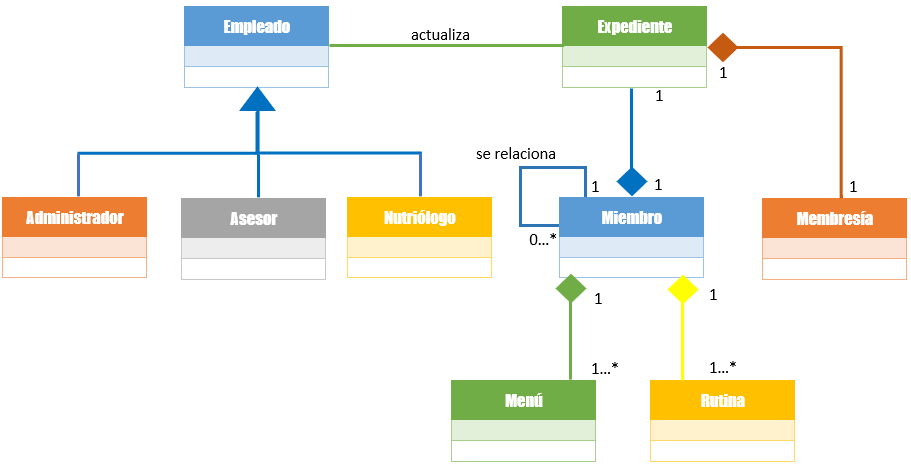 Empleado
actualiza
Expediente
1
1
se relaciona
1
1
1
0...*
Administrador
Asesor
Nutriólogo
Miembro
Membresía
1
1
1...*
1...*
Menú
Rutina